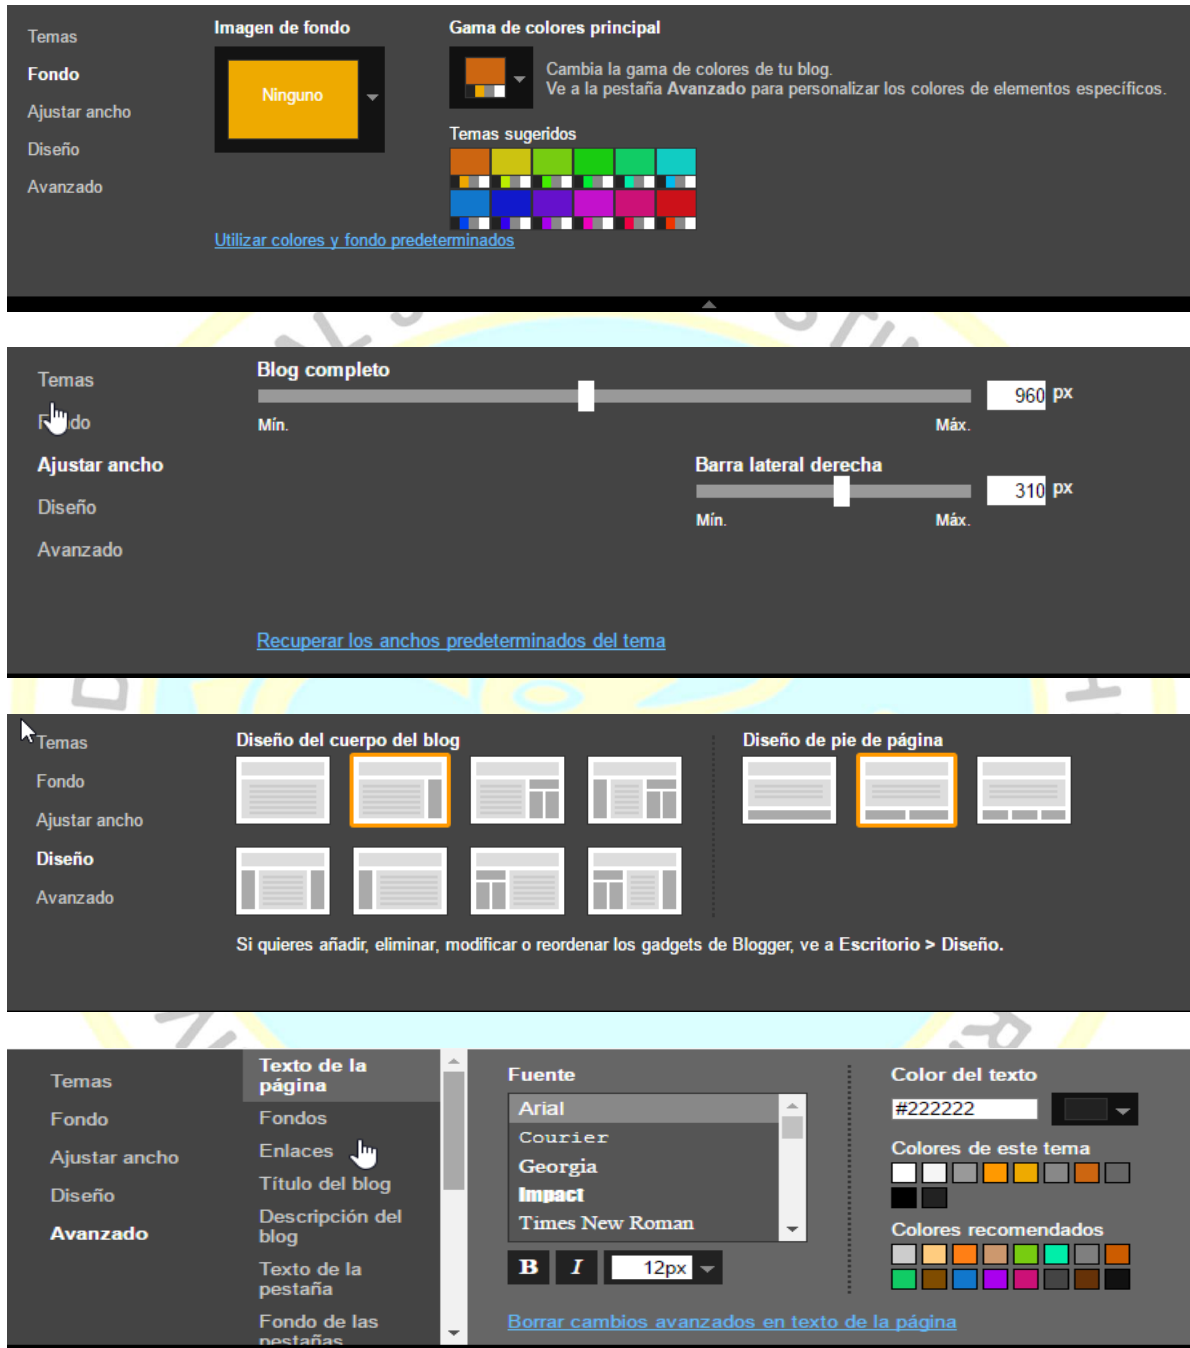 Temas
Fondo
Ajustar ancho
Diseño
Avanzado
Imagen de fondo
Ninguno
Utilizar colores y fondo predeterminados
Gama de colores principal
Cambia la gama de colores de tu blog.
Ve a la pestaña Avanzado para personalizar los colores de elementos específicos.
Temas sugeridos
Temas
Ajustar ancho
Diseño
Avanzado
Blog completo
960 px
Mín.
Máx.
Barra lateral derecha
310 px
Mín.
Máx.
Recuperar los anchos predeterminados del tema
Temas
Fondo
Ajustar ancho
Diseño
Avanzado
Diseño del cuerpo del blog
Diseño de pie de página
Si quieres añadir, eliminar, modificar o reordenar los gadgets de Blogger, ve a Escritorio > Diseño.
Temas
Fondo
Ajustar ancho
Diseño
Avanzado
Texto de la
página
Fondos
Enlaces
Título del blog
Descripción del
blog
Texto de la
pestaña
Fondo de las
pestañas
Fuente
Arial
Courier
Georgia
Impact
Times New Roman
B I 12px
Borrar cambios avanzados en texto de la página
Color del texto
#222222
Colores de este tema
Colores recomendados